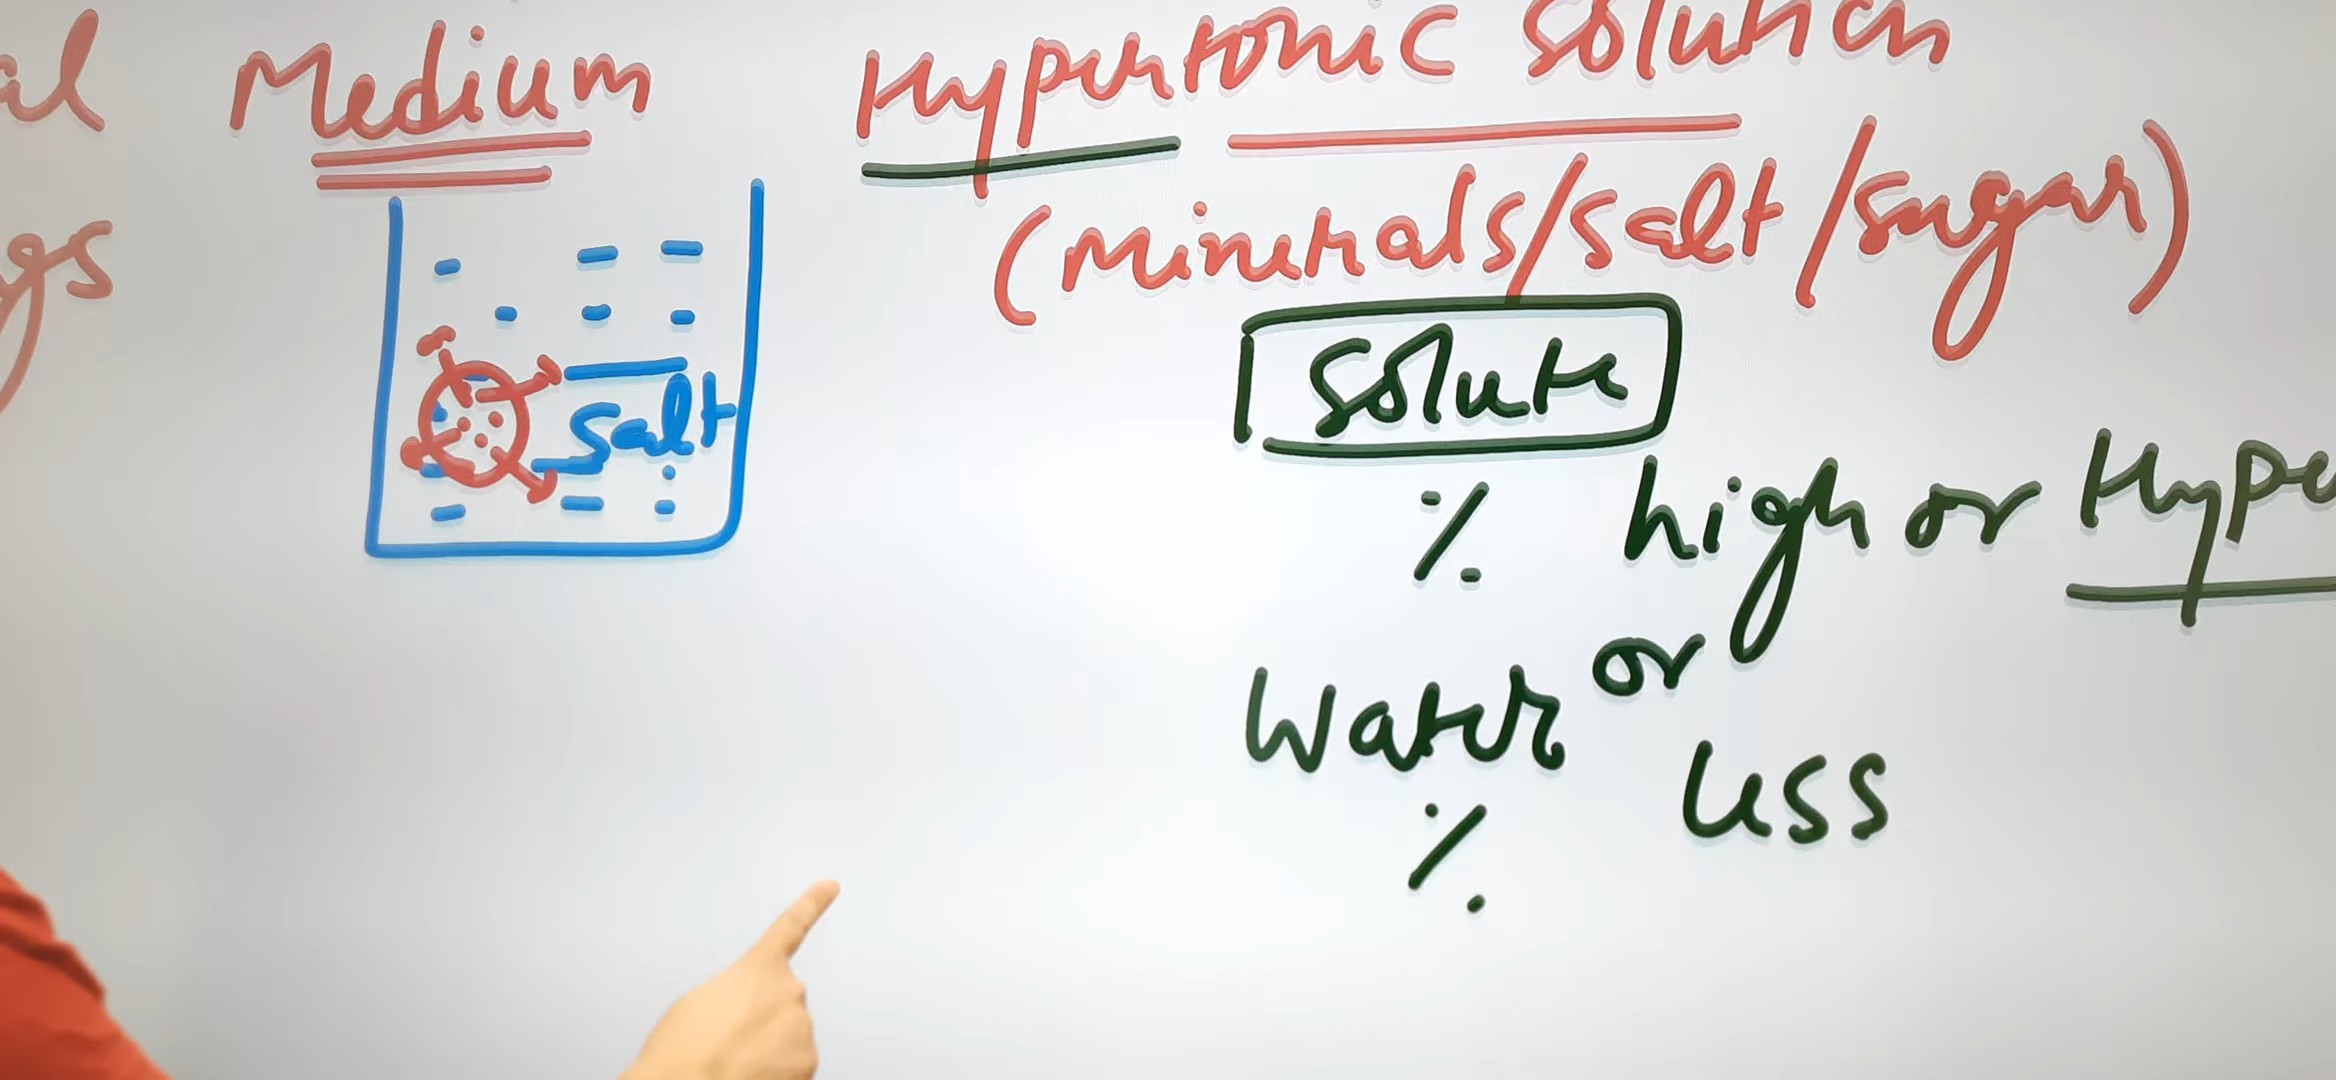 Medium Hypertonic Solution
(Minerals/Salt/Sugar)
Solute
Salt
% high or Hype
or
Water
less
%